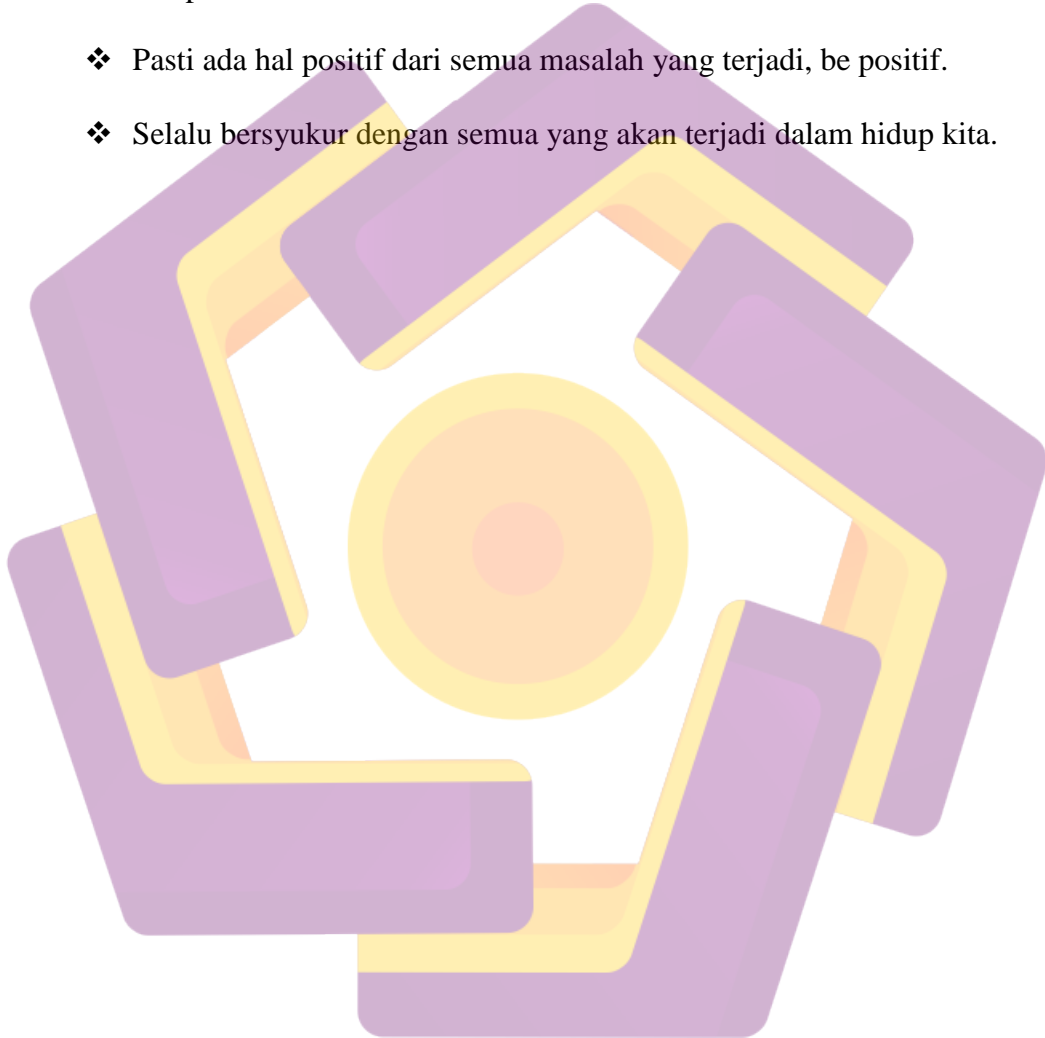 ❖ Pasti ada hal positif dari semua masalah yang terjadi, be positif.
❖ Selalu bersyukur dengan semua yang akan terjadi dalam hidup kita.